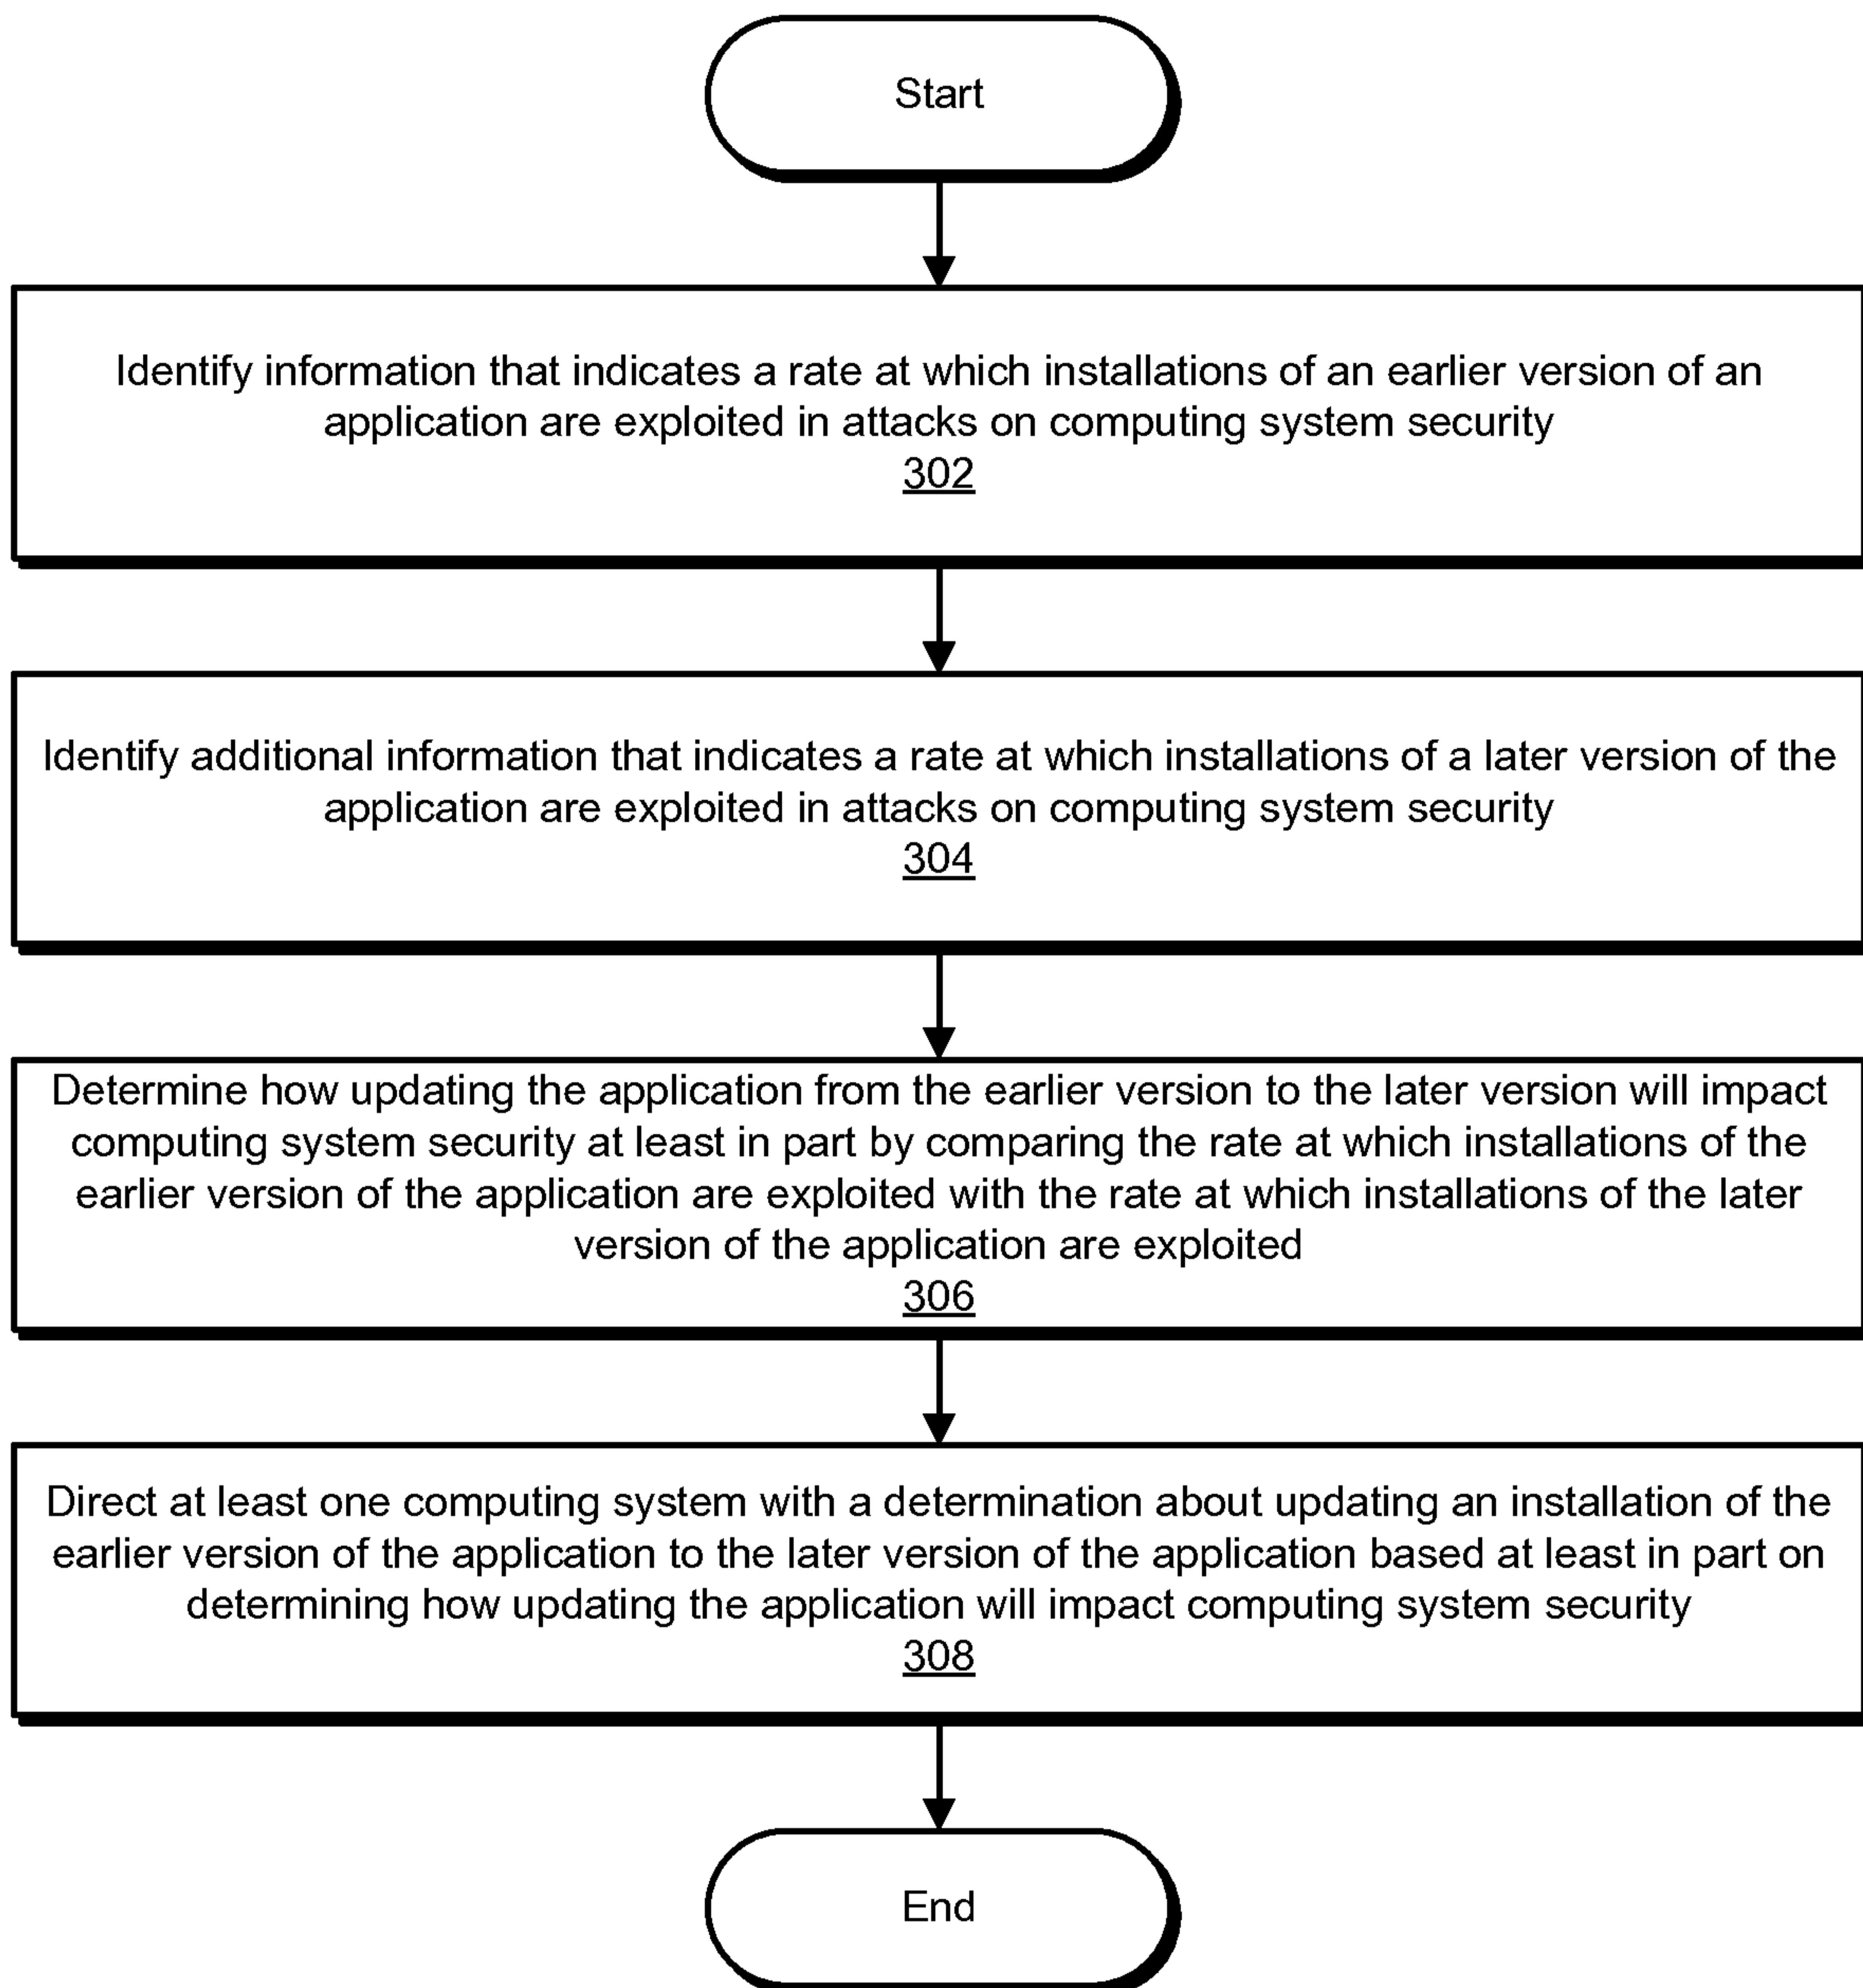 Start
Identify information that indicates a rate at which installations of an earlier version of an
application are exploited in attacks on computing system security
302
Identify additional information that indicates a rate at which installations of a later version of the
application are exploited in attacks on computing system security
304
Determine how updating the application from the earlier version to the later version will impact
computing system security at least in part by comparing the rate at which installations of the
earlier version of the application are exploited with the rate at which installations of the later
version of the application are exploited
306
Direct at least one computing system with a determination about updating an installation of the
earlier version of the application to the later version of the application based at least in part on
determining how updating the application will impact computing system security
308
End